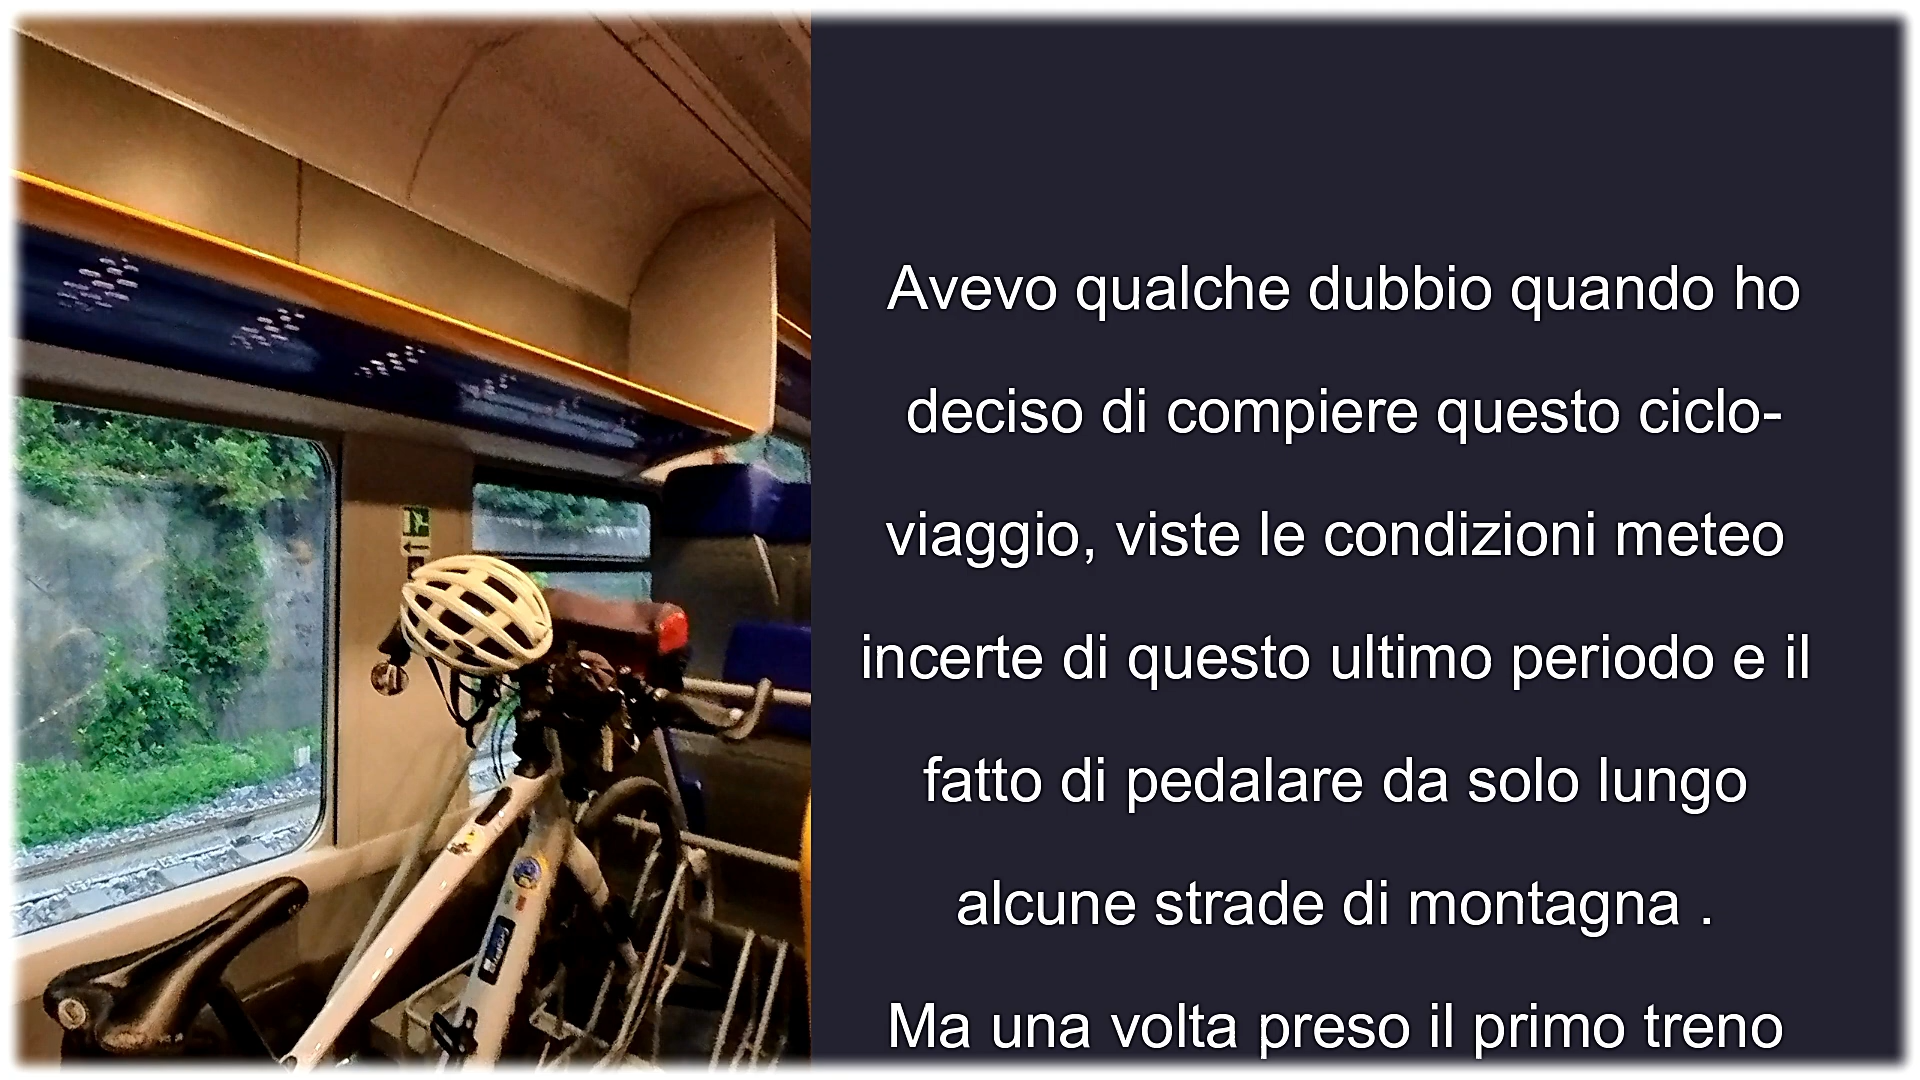 Avevo qualche dubbio quando ho
deciso di compiere questo ciclo-
viaggio, viste le condizioni meteo
incerte di questo ultimo periodo e il
fatto di pedalare da solo lungo
alcune strade di montagna .
Ma una volta preso il primo treno